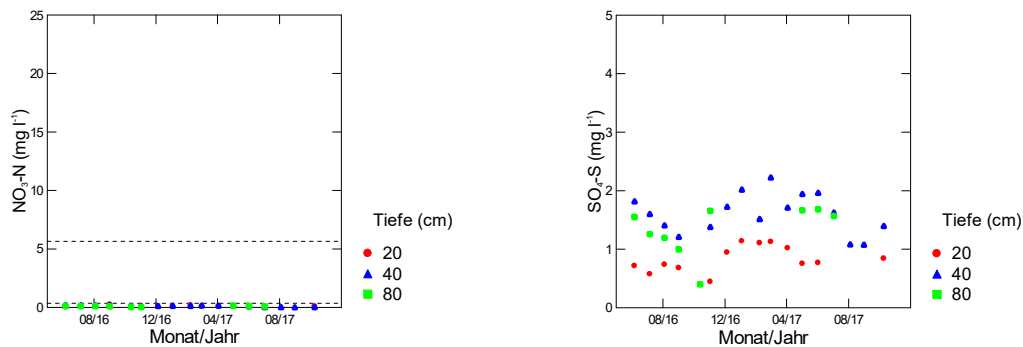 25
20
15
10
5
0
NO₃-N (mg l⁻¹)
08/16 12/16 04/17 08/17
Monat/Jahr
Tiefe (cm)
20
40
80
5
4
3
2
1
0
SO₄-S (mg l⁻¹)
08/16 12/16 04/17 08/17
Monat/Jahr
Tiefe (cm)
20
40
80